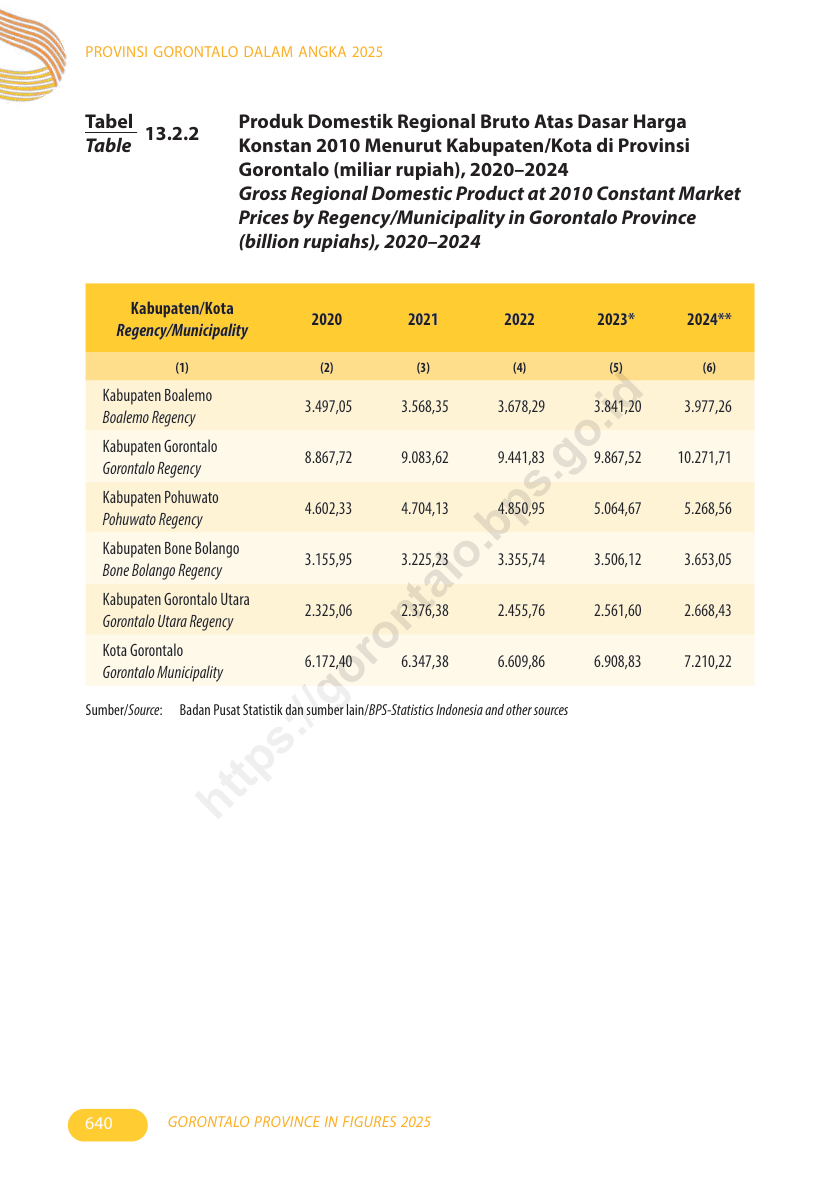 PROVINSI GORONTALO DALAM ANGKA 2025
Tabel
Table
13.2.2
Produk Domestik Regional Bruto Atas Dasar Harga
Konstan 2010 Menurut Kabupaten/Kota di Provinsi
Gorontalo (miliar rupiah), 2020–2024
Gross Regional Domestic Product at 2010 Constant Market
Prices by Regency/Municipality in Gorontalo Province
(billion rupiahs), 2020–2024
Kabupaten/Kota
Regency/Municipality
2020 2021 2022 2023* 2024**
(1) (2) (3) (4) (5) (6)
Kabupaten Boalemo
Boalemo Regency
3.497,05 3.568,35 3.678,29 3.841,20 3.977,26
Kabupaten Gorontalo
Gorontalo Regency
8.867,72 9.083,62 9.441,83 9.867,52 10.271,71
Kabupaten Pohuwato
Pohuwato Regency
4.602,33 4.704,13 4.850,95 5.064,67 5.268,56
Kabupaten Bone Bolango
Bone Bolango Regency
3.155,95 3.225,23 3.355,74 3.506,12 3.653,05
Kabupaten Gorontalo Utara
Gorontalo Utara Regency
2.325,06 2.376,38 2.455,76 2.561,60 2.668,43
Kota Gorontalo
Gorontalo Municipality
6.172,40 6.347,38 6.609,86 6.908,83 7.210,22
Sumber/Source: Badan Pusat Statistik dan sumber lain/BPS-Statistics Indonesia and other sources
https://gorontalo.bps.go.id
640
GORONTALO PROVINCE IN FIGURES 2025